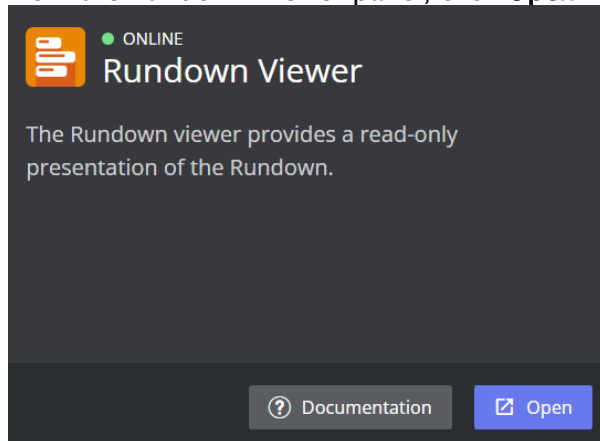 ONLINE
Rundown Viewer
The Rundown viewer provides a read-only
presentation of the Rundown.
Documentation
Open